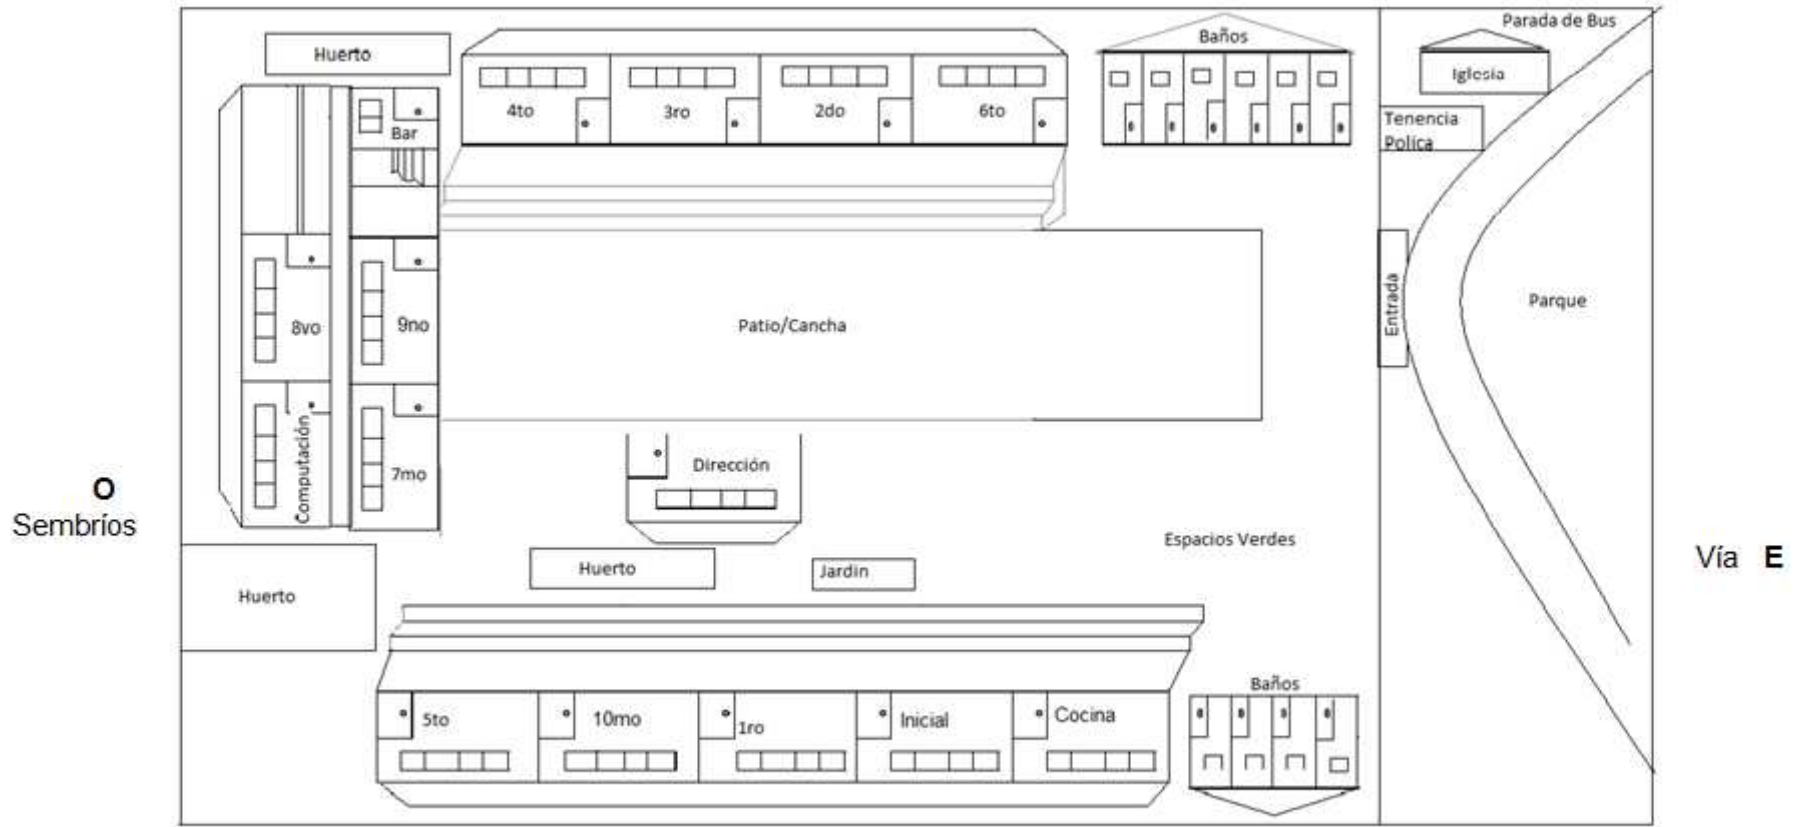 Parada de Bus
Huerto
Baños
Iglesia
4to
3ro
2do
6to
Tenencia
Políca
Bar
8vo
9no
Patio/Cancha
Entrada
Parque
Computación
7mo
Dirección
O
Sembríos
Espacios Verdes
Vía E
Huerto
Jardin
Huerto
Baños
5to
10mo
1ro
Inicial
Cocina